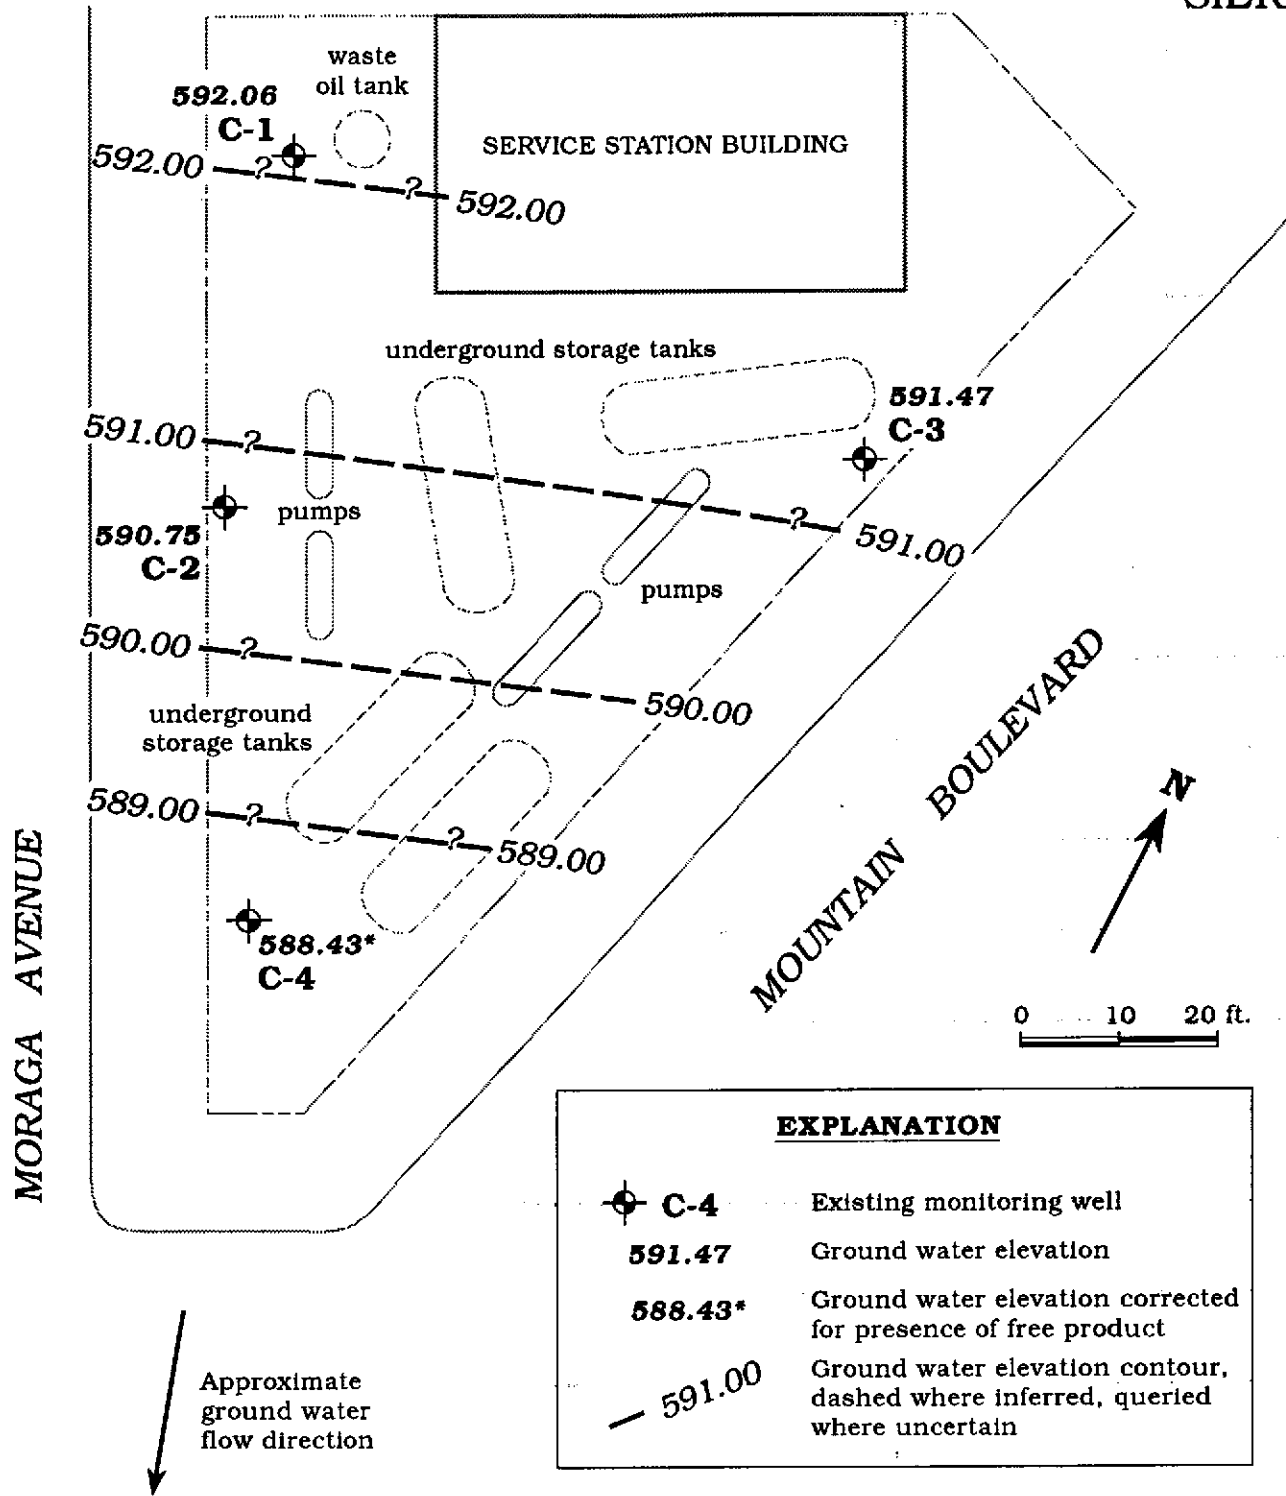 waste
oil tank
592.06
C-1
SERVICE STATION BUILDING
592.00
?
?
592.00
underground storage tanks
591.47
C-3
591.00
?
?
591.00
pumps
590.75
C-2
pumps
590.00
?
590.00
underground
storage tanks
589.00
?
?
589.00
588.43*
C-4
MORAGA AVENUE
MOUNTAIN BOULEVARD
N
0 10 20 ft.
EXPLANATION
C-4 Existing monitoring well
591.47 Ground water elevation
588.43* Ground water elevation corrected
for presence of free product
591.00 Ground water elevation contour,
dashed where inferred, queried
where uncertain
Approximate
ground water
flow direction